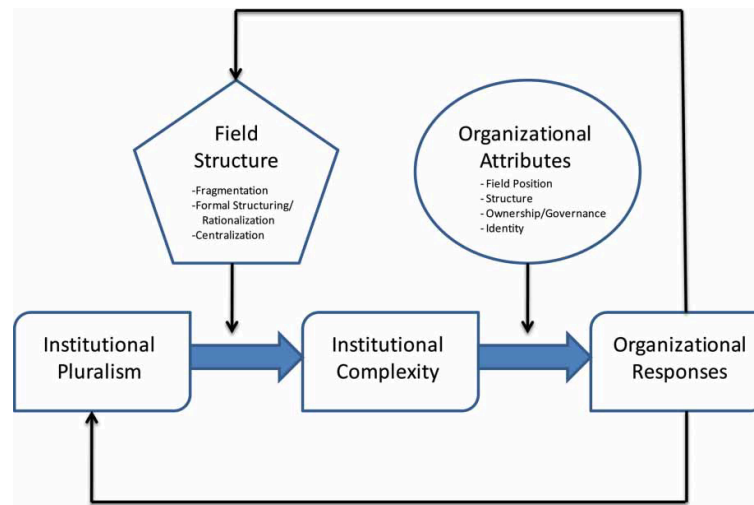 Field
Structure
-Fragmentation
-Formal Structuring/
Rationalization
-Centralization
Organizational
Attributes
- Field Position
- Structure
- Ownership/Governance
- Identity
Institutional
Pluralism
Institutional
Complexity
Organizational
Responses